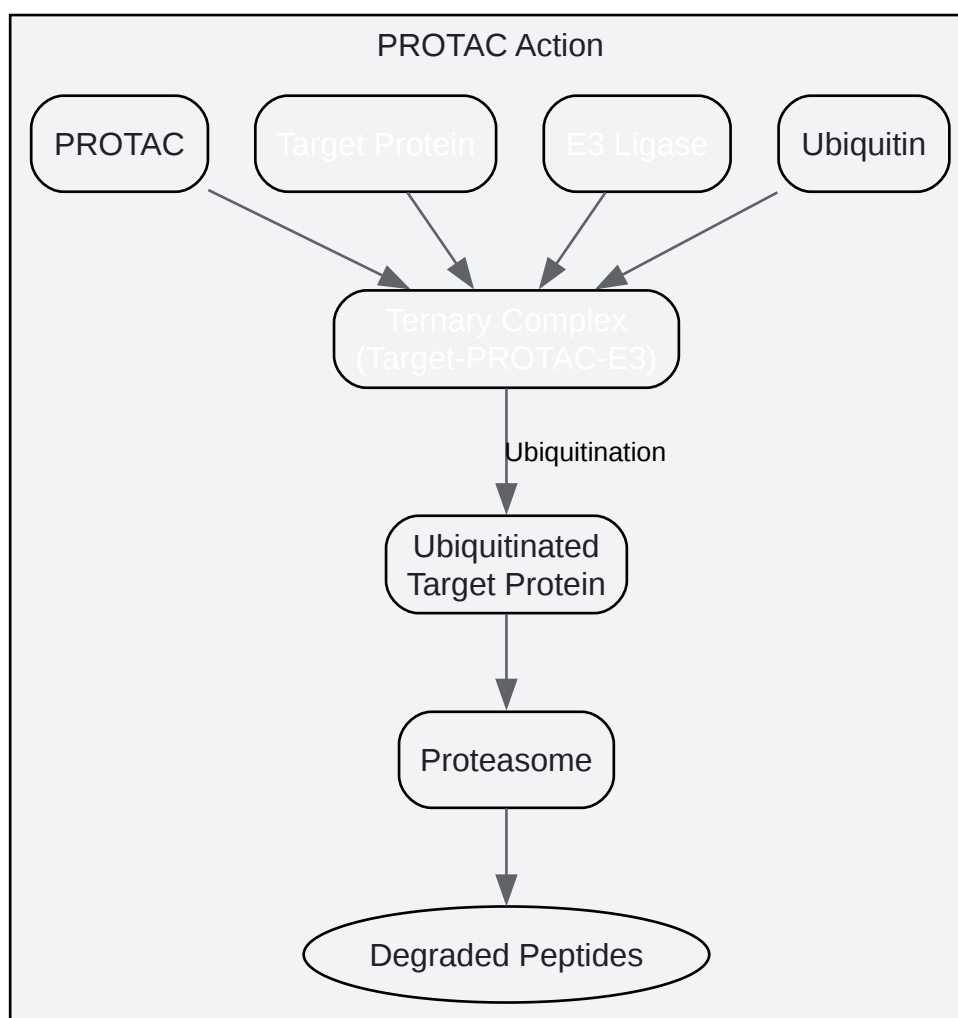 PROTAC Action
PROTAC
Target Protein
E3 Ligase
Ubiquitin
Ternary Complex
(Target-PROTAC-E3)
Ubiquitination
Ubiquitinated
Target Protein
Proteasome
Degraded Peptides